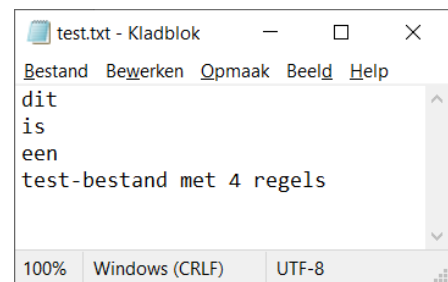 test.txt - Kladblok
Bestand Bewerken Opmaak Beeld Help
dit
is
een
test-bestand met 4 regels
100% Windows (CRLF) UTF-8